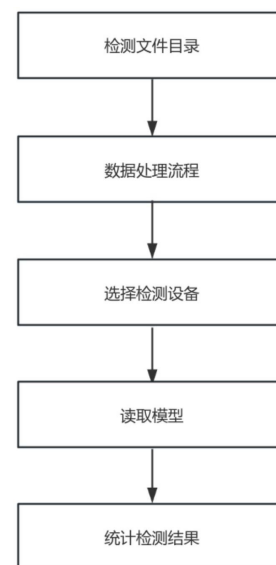 检测文件目录
数据处理流程
选择检测设备
读取模型
统计检测结果